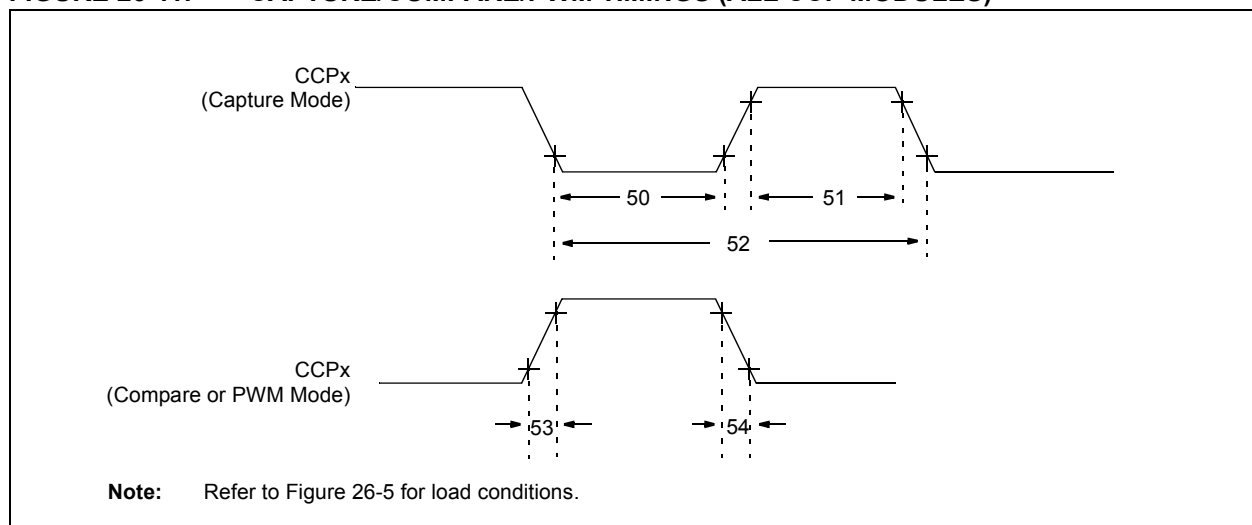 CCPx
(Capture Mode)
50
51
52
CCPx
(Compare or PWM Mode)
53
54
Note: Refer to Figure 26-5 for load conditions.